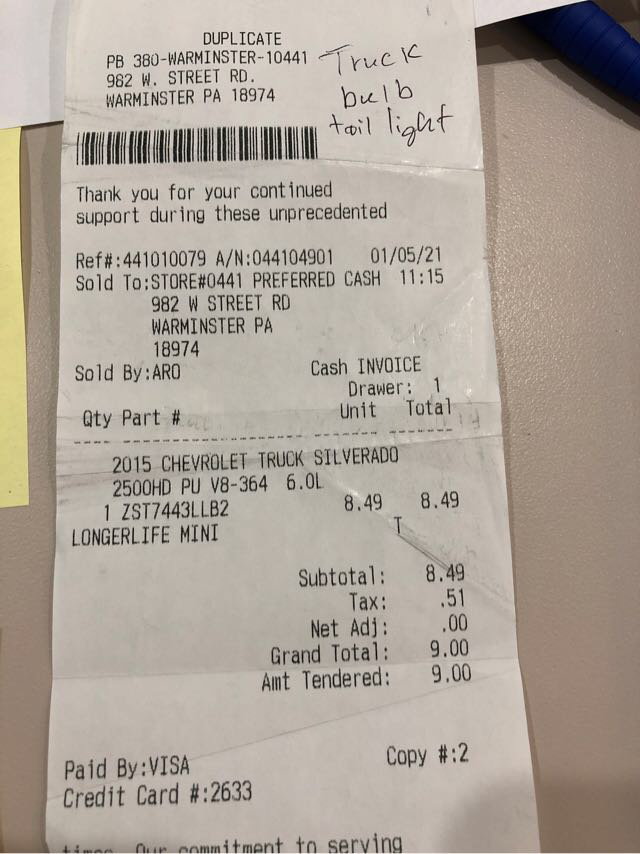 DUPLICATE
PB 380-WARMINSTER-10441
982 W. STREET RD.
WARMINSTER PA 18974
Truck
bulb
tail light
Thank you for your continued
support during these unprecedented
Ref#:441010079 A/N:044104901 01/05/21
Sold To:STORE#0441 PREFERRED CASH 11:15
982 W STREET RD
WARMINSTER PA
18974
Sold By:ARO Cash INVOICE
Drawer: 1
Qty Part # Unit Total
2015 CHEVROLET TRUCK SILVERADO
2500HD PU V8-364 6.0L
1 ZST7443LLB2 8.49 8.49
LONGERLIFE MINI T
Subtotal: 8.49
Tax: .51
Net Adj: .00
Grand Total: 9.00
Amt Tendered: 9.00
Paid By:VISA Copy #:2
Credit Card #:2633
times. Our commitment to serving